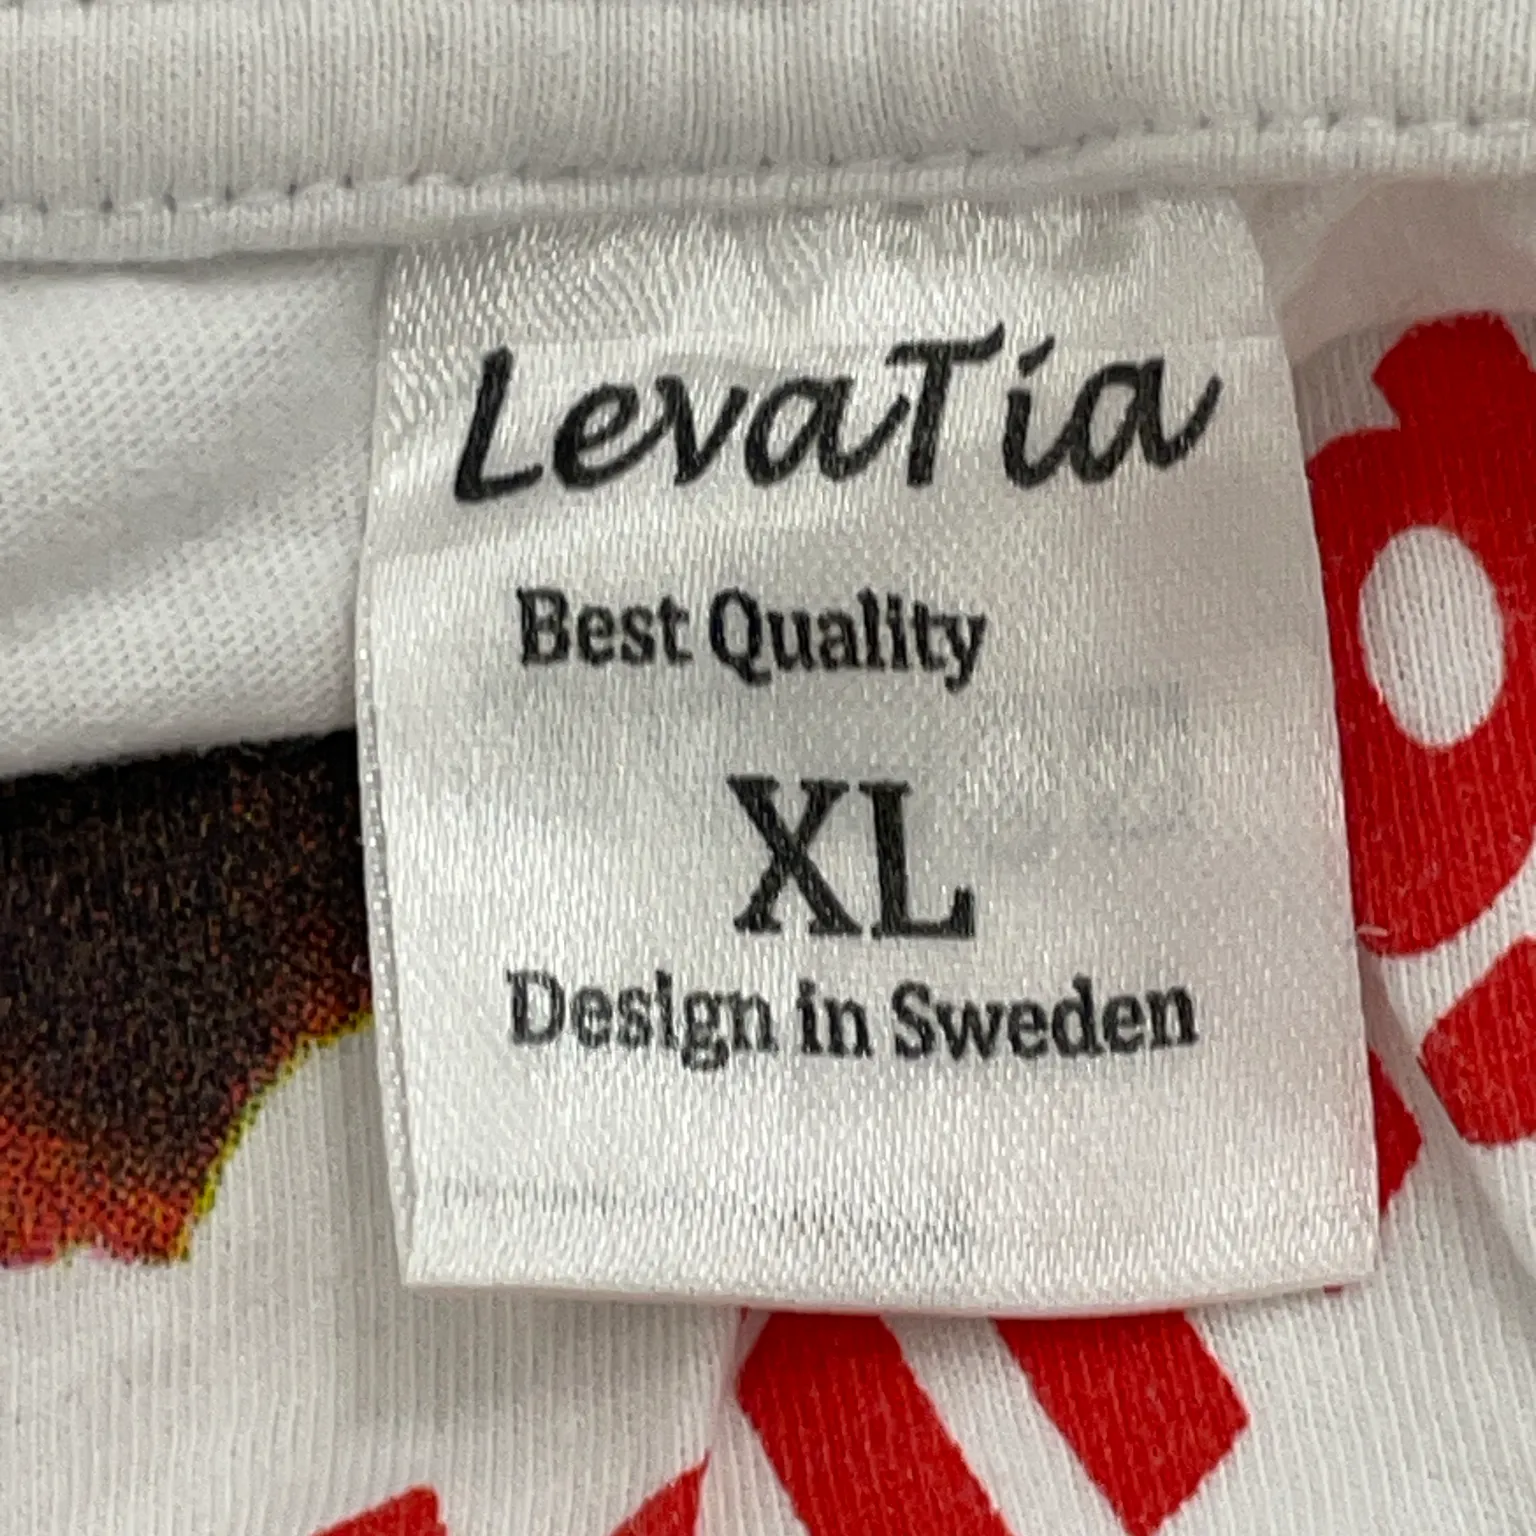 LevaTia
Best Quality
XL
Design in Sweden